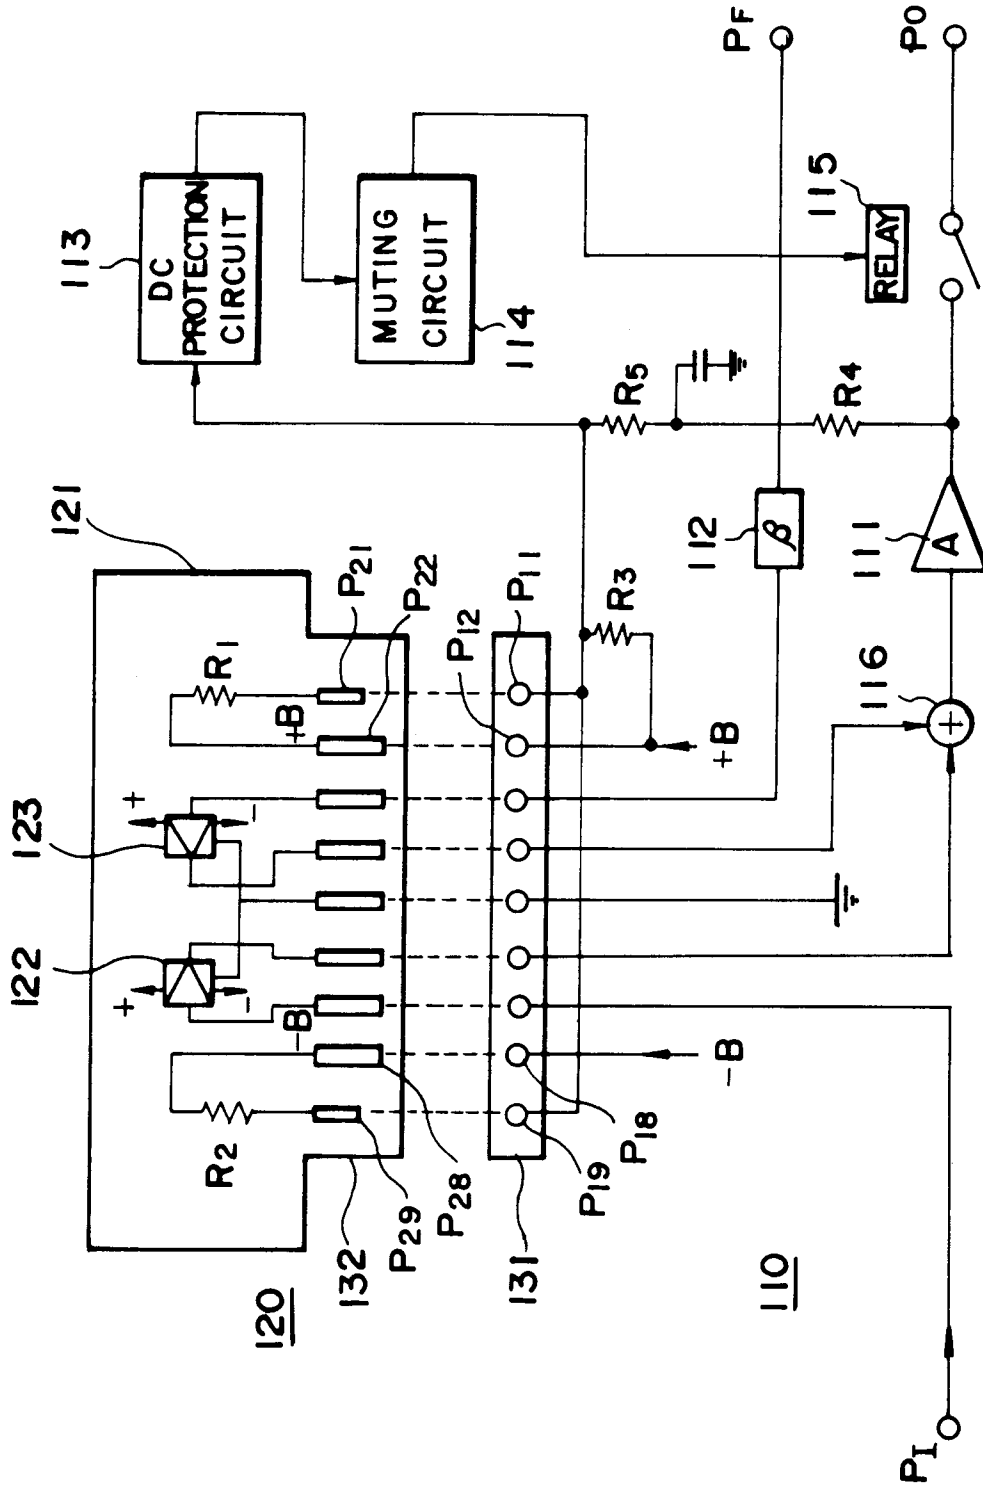 113
DC
PROTECTION
CIRCUIT
MUTING
CIRCUIT
114
PF
PO
115
RELAY
R5
R4
121
P21
P22
R1
+B
P12
P11
R3
112
β
111
A
123
+
-
+B
116
+
122
+
-
-B
-B
R2
P29
P28
P19
P18
132
131
120
110
PI